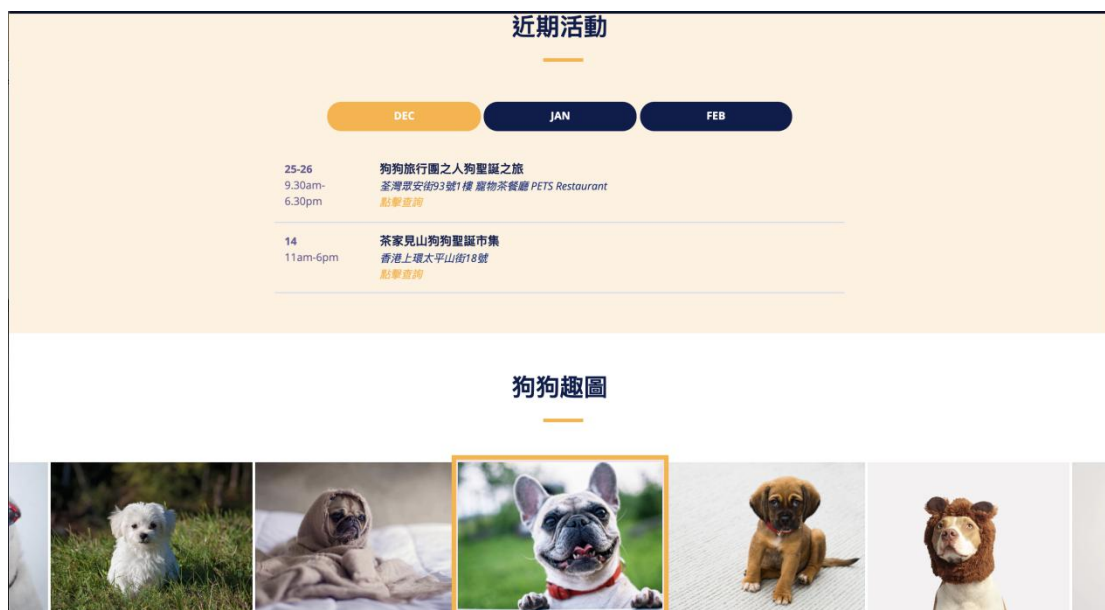 近期活動
DEC
JAN
FEB
25-26
9.30am-
6.30pm
狗狗旅行團之人狗聖誕之旅
荃灣眾安街93號1樓 寵物茶餐廳 PETS Restaurant
點擊查詢
14
11am-6pm
茶家見山狗狗聖誕市集
香港上環太平山街18號
點擊查詢
狗狗趣圖